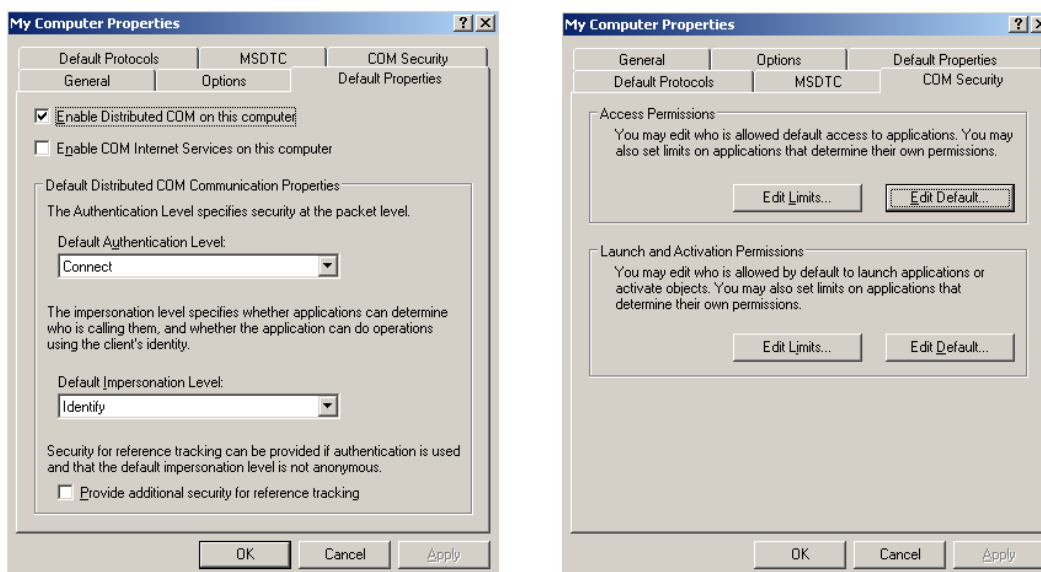 My Computer Properties
Default Protocols
MSDTC
COM Security
General
Options
Default Properties
Enable Distributed COM on this computer
Enable COM Internet Services on this computer
Default Distributed COM Communication Properties
The Authentication Level specifies security at the packet level.
Default Authentication Level:
Connect
The impersonation level specifies whether applications can determine
who is calling them, and whether the application can do operations
using the client's identity.
Default Impersonation Level:
Identify
Security for reference tracking can be provided if authentication is used
and that the default impersonation level is not anonymous.
Provide additional security for reference tracking
OK
Cancel
Apply
My Computer Properties
General
Options
Default Properties
Default Protocols
MSDTC
COM Security
Access Permissions
You may edit who is allowed default access to applications. You may
also set limits on applications that determine their own permissions.
Edit Limits...
Edit Default...
Launch and Activation Permissions
You may edit who is allowed by default to launch applications or
activate objects. You may also set limits on applications that
determine their own permissions.
Edit Limits...
Edit Default...
OK
Cancel
Apply